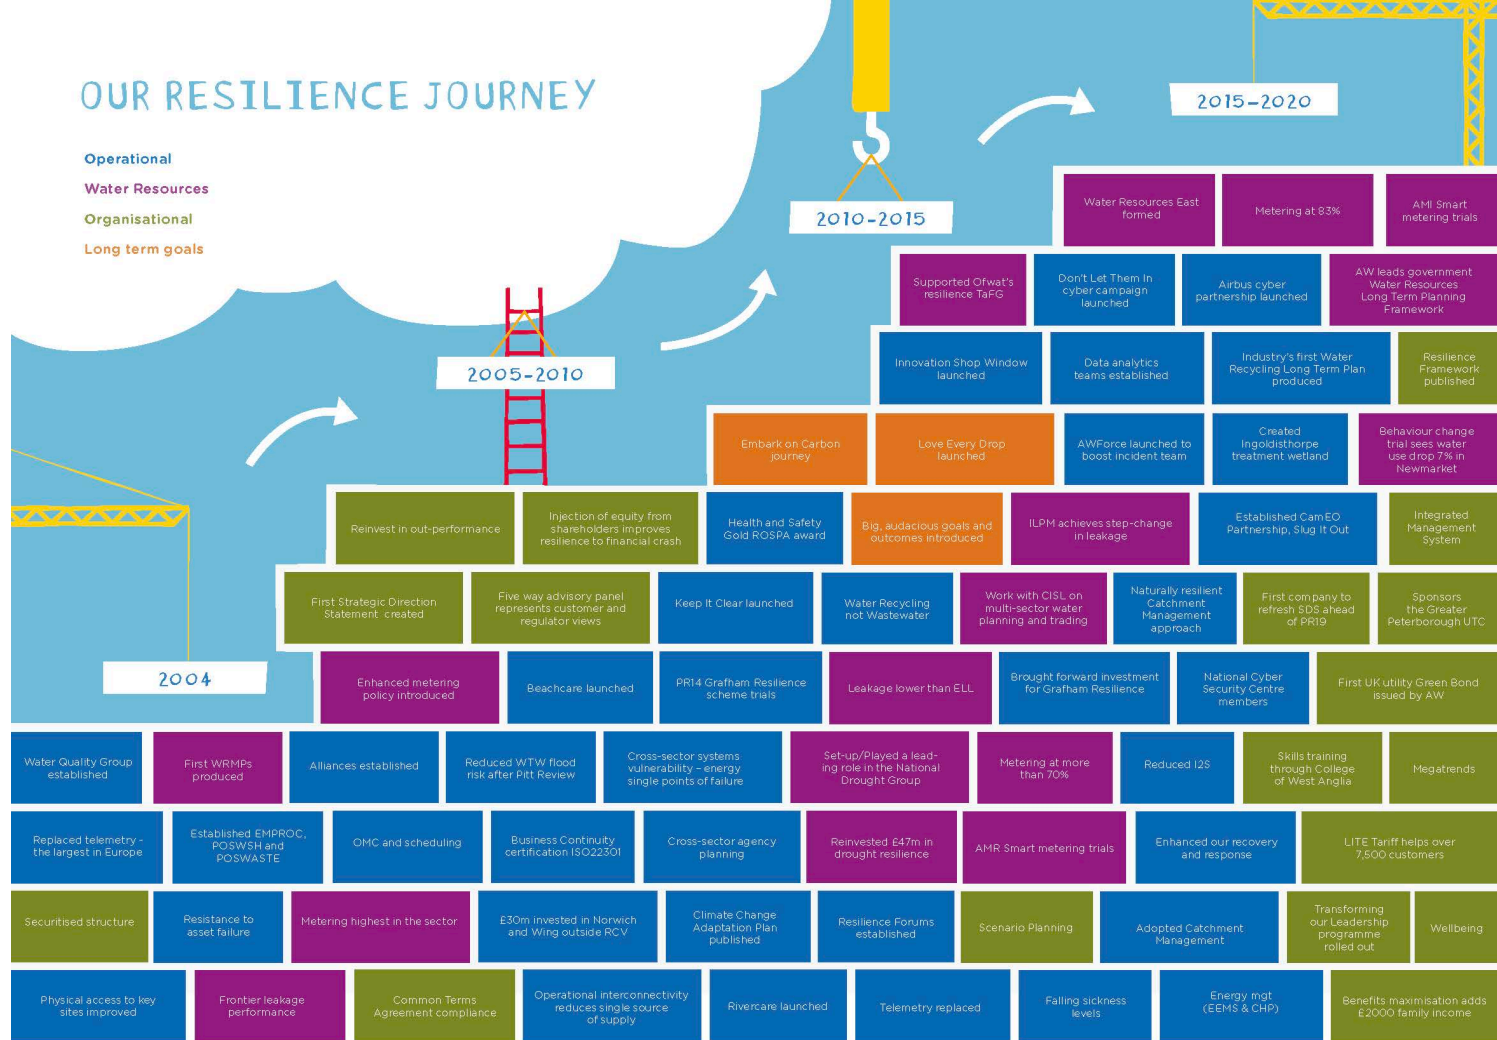 OUR RESILIENCE JOURNEY
Operational
Water Resources
Organisational
Long term goals
2004
2005-2010
2010-2015
2015-2020
Water Resources East
formed
Metering at 83%
AMI Smart
metering trials
Supported Ofwat's
resilience TaFG
Don't Let Them In
cyber campaign
launched
Airbus cyber
partnership launched
AW leads government
Water Resources
Long Term Planning
Framework
Innovation Shop Window
launched
Data analytics
teams established
Industry's first Water
Recycling Long Term Plan
produced
Resilience
Framework
published
Embark on Carbon
journey
Love Every Drop
launched
AWForce launched to
boost incident team
Created
Ingoldisthorpe
treatment wetland
Behaviour change
trial sees water
use drop 7% in
Newmarket
Reinvest in out-performance
Injection of equity from
shareholders improves
resilience to financial crash
Health and Safety
Gold ROSPA award
Big, audacious goals and
outcomes introduced
ILPM achieves step-change
in leakage
Established CamEO
Partnership, Slug It Out
Integrated
Management
System
First Strategic Direction
Statement created
Five way advisory panel
represents customer and
regulator views
Keep It Clear launched
Water Recycling
not Wastewater
Work with CISL on
multi-sector water
planning and trading
Naturally resilient
Catchment
Management
approach
First company to
refresh SDS ahead
of PR19
Sponsors
the Greater
Peterborough UTC
Enhanced metering
policy introduced
Beachcare launched
PR14 Grafham Resilience
scheme trials
Leakage lower than ELL
Brought forward investment
for Grafham Resilience
National Cyber
Security Centre
members
First UK utility Green Bond
issued by AW
Water Quality Group
established
First WRMPs
produced
Alliances established
Reduced WTW flood
risk after Pitt Review
Cross-sector systems
vulnerability – energy
single points of failure
Set-up/Played a lead-
ing role in the National
Drought Group
Metering at more
than 70%
Reduced I2S
Skills training
through College
of West Anglia
Megatrends
Replaced telemetry -
the largest in Europe
Established EMPROC,
POSWSH and
POSWASTE
OMC and scheduling
Business Continuity
certification ISO22301
Cross-sector agency
planning
Reinvested £47m in
drought resilience
AMR Smart metering trials
Enhanced our recovery
and response
LITE Tariff helps over
7,500 customers
Securitised structure
Resistance to
asset failure
Metering highest in the sector
£30m invested in Norwich
and Wing outside RCV
Climate Change
Adaptation Plan
published
Resilience Forums
established
Scenario Planning
Adopted Catchment
Management
Transforming
our Leadership
programme
rolled out
Wellbeing
Physical access to key
sites improved
Frontier leakage
performance
Common Terms
Agreement compliance
Operational interconnectivity
reduces single source
of supply
Rivercare launched
Telemetry replaced
Falling sickness
levels
Energy mgt
(EEMS & CHP)
Benefits maximisation adds
£2000 family income